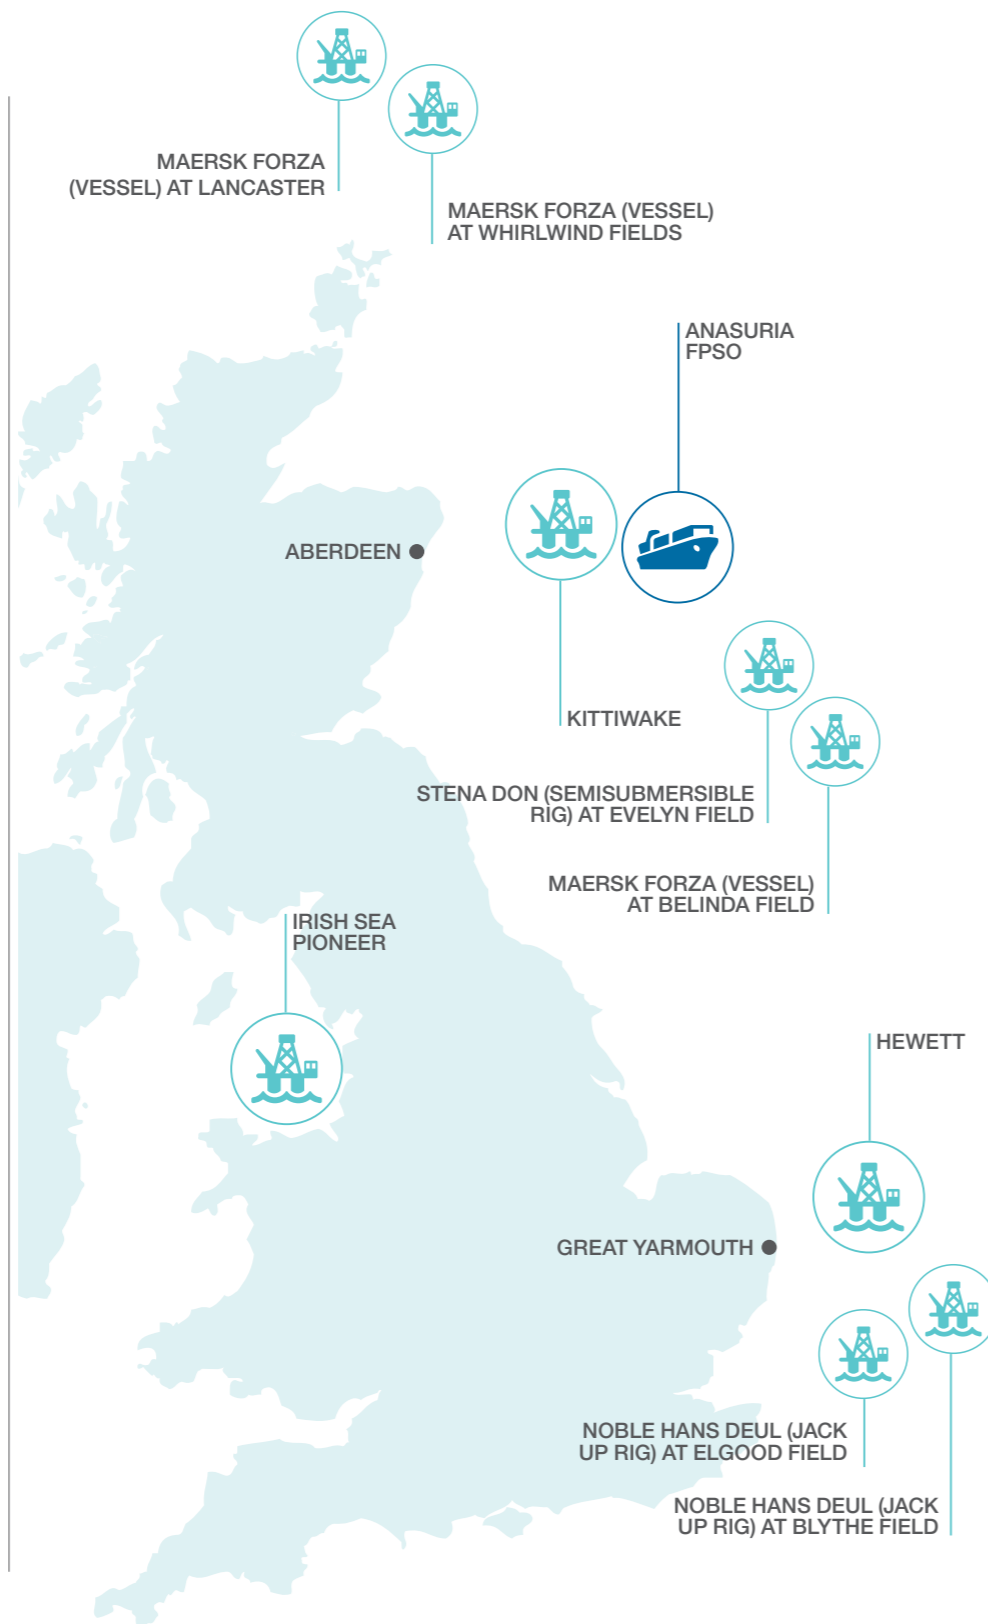 MAERSK FORZA
(VESSEL) AT LANCASTER
MAERSK FORZA (VESSEL)
AT WHIRLWIND FIELDS
ANASURIA
FPSO
ABERDEEN
KITTIWAKE
STENA DON (SEMISUBMERSIBLE
RIG) AT EVELYN FIELD
MAERSK FORZA (VESSEL)
AT BELINDA FIELD
IRISH SEA
PIONEER
HEWETT
GREAT YARMOUTH
NOBLE HANS DEUL (JACK
UP RIG) AT ELGOOD FIELD
NOBLE HANS DEUL (JACK
UP RIG) AT BLYTHE FIELD